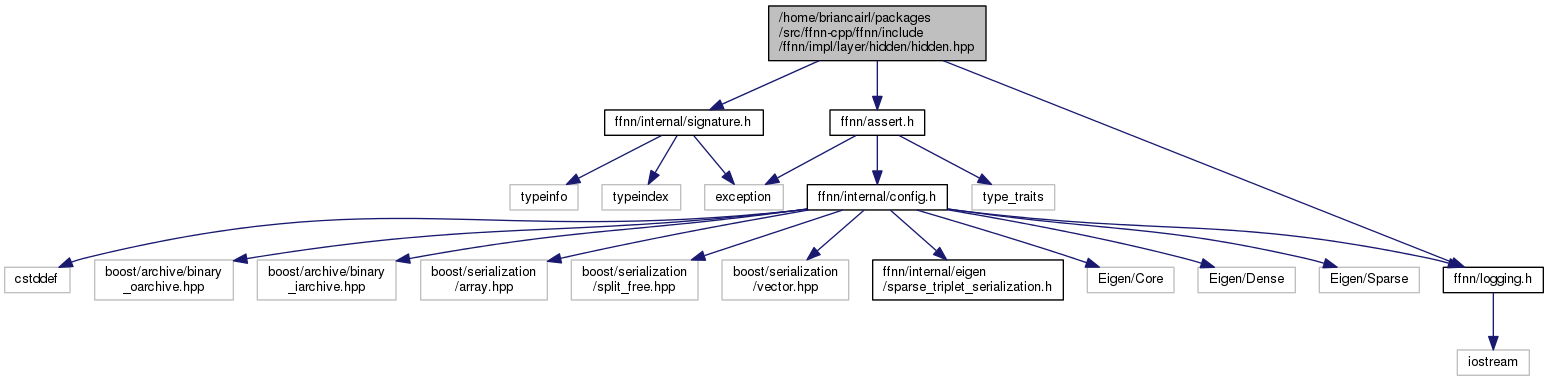 /home/briancairl/packages
/src/ffnn-cpp/ffnn/include
/ffnn/impl/layer/hidden/hidden.hpp
ffnn/internal/signature.h
ffnn/assert.h
typeinfo
typeindex
exception
ffnn/internal/config.h
type_traits
cstddef
boost/archive/binary
_oarchive.hpp
boost/archive/binary
_iarchive.hpp
boost/serialization
/array.hpp
boost/serialization
/split_free.hpp
boost/serialization
/vector.hpp
ffnn/internal/eigen
/sparse_triplet_serialization.h
Eigen/Core
Eigen/Dense
Eigen/Sparse
ffnn/logging.h
iostream